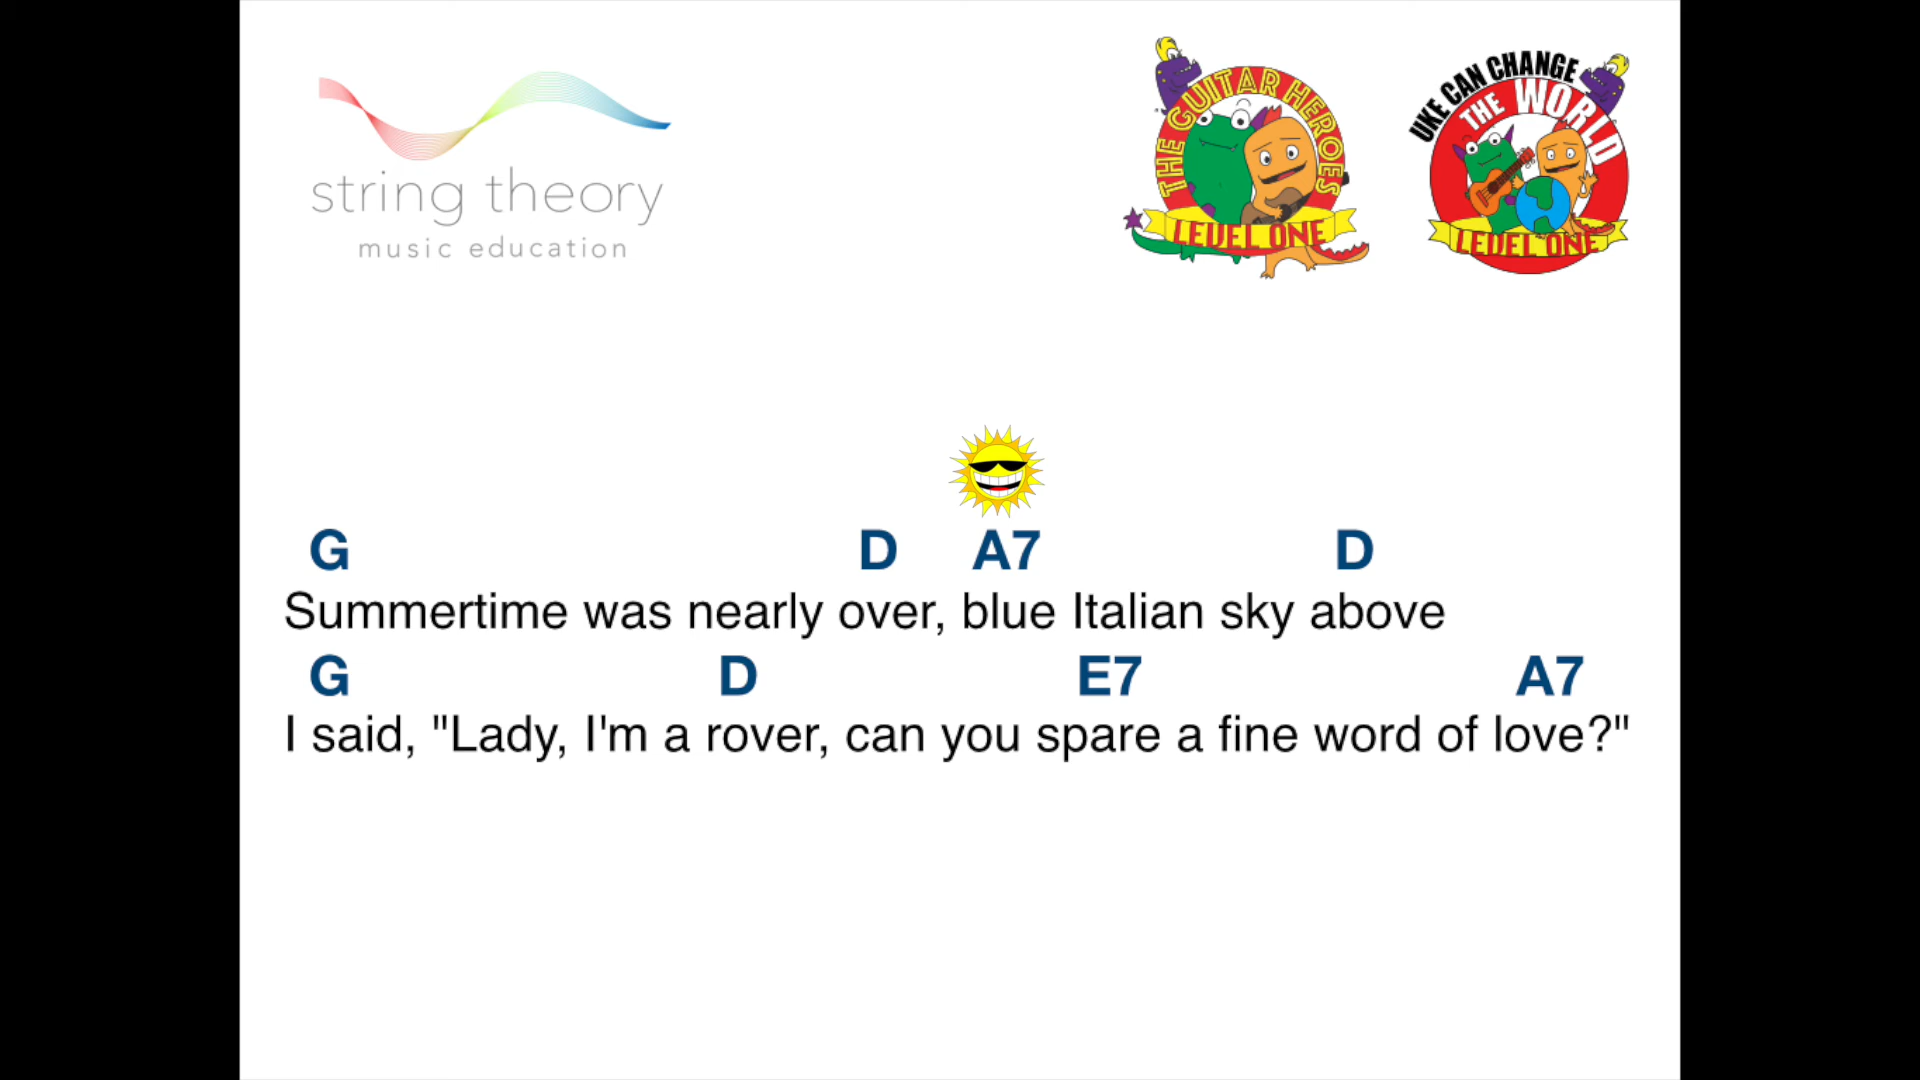 string theory
music education
THE GUITAR HEROES
LEVEL ONE
UKE CAN CHANGE
THE WORLD
LEVEL ONE
G D A7 D
Summertime was nearly over, blue Italian sky above
G D E7 A7
I said, "Lady, I'm a rover, can you spare a fine word of love?"